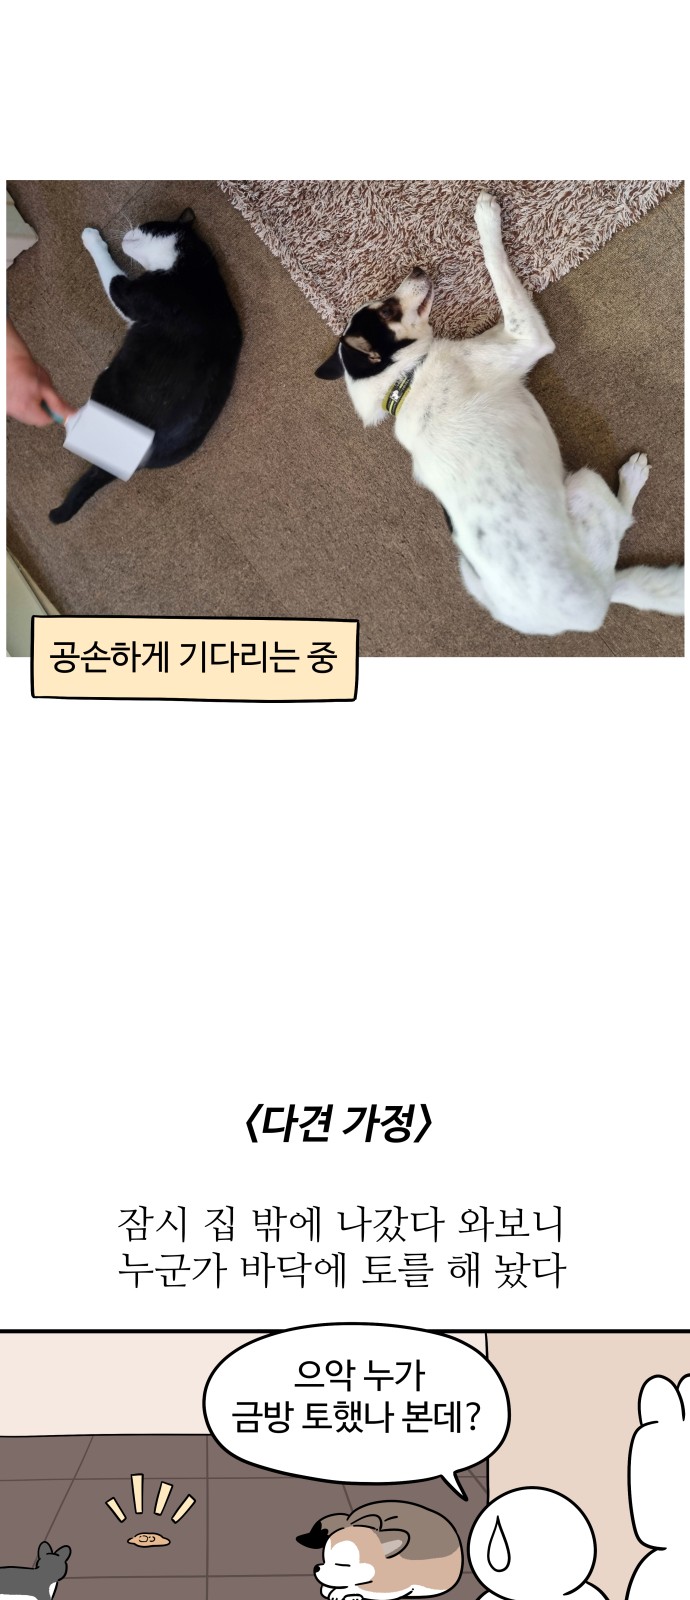 공손하게 기다리는 중
<다견 가정>
잠시 집 밖에 나갔다 와보니
누군가 바닥에 토를 해 놨다
으악 누가
금방 토했나 본데?